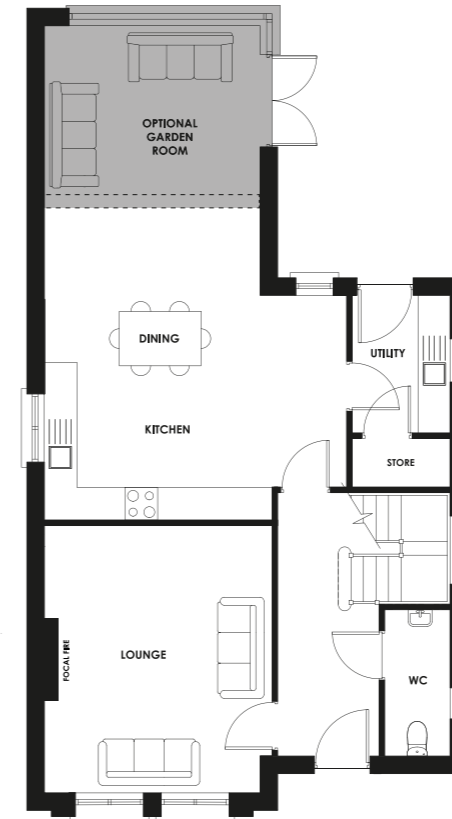 OPTIONAL
GARDEN
ROOM
DINING
UTILITY
KITCHEN
STORE
LOUNGE
FOCAL FIRE
WC